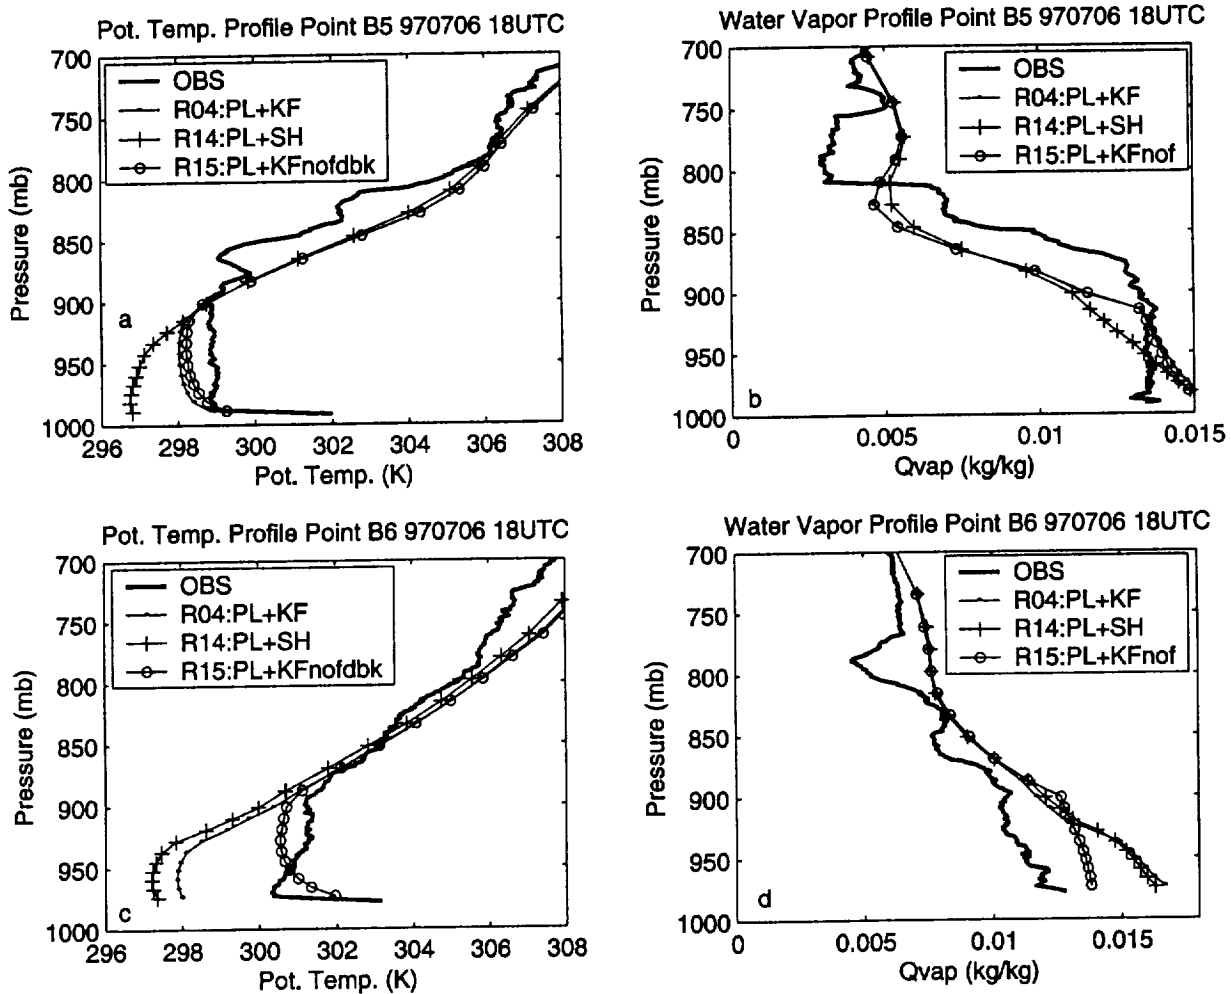 Pot. Temp. Profile Point B5 970706 18UTC
700
750
800
850
900
950
1000
Pressure (mb)
OBS
R04:PL+KF
R14:PL+SH
R15:PL+KFnofdbk
a
296
298
300
302
304
306
308
Pot. Temp. (K)
Water Vapor Profile Point B5 970706 18UTC
700
750
800
850
900
950
1000
Pressure (mb)
OBS
R04:PL+KF
R14:PL+SH
R15:PL+KFnof
b
0
0.005
0.01
0.015
Qvap (kg/kg)
Pot. Temp. Profile Point B6 970706 18UTC
700
750
800
850
900
950
1000
Pressure (mb)
OBS
R04:PL+KF
R14:PL+SH
R15:PL+KFnofdbk
c
296
298
300
302
304
306
308
Pot. Temp. (K)
Water Vapor Profile Point B6 970706 18UTC
700
750
800
850
900
950
1000
Pressure (mb)
OBS
R04:PL+KF
R14:PL+SH
R15:PL+KFnof
d
0
0.005
0.01
0.015
Qvap (kg/kg)